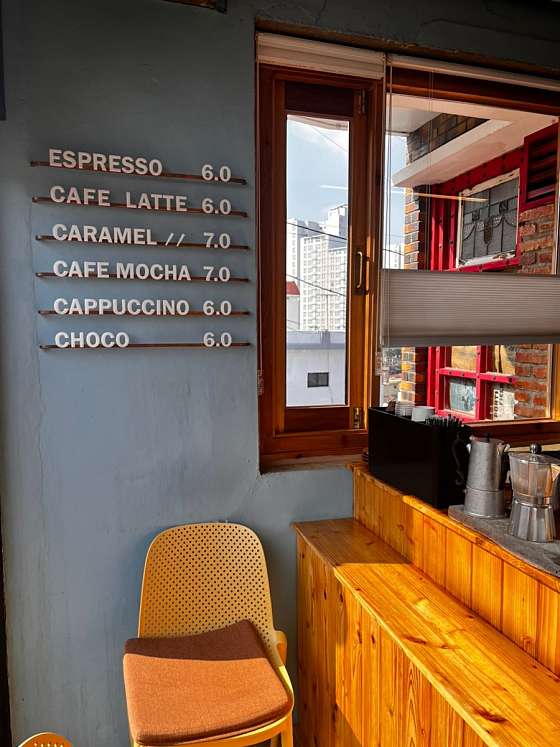 ESPRESSO 6.0
CAFE LATTE 6.0
CARAMEL // 7.0
CAFE MOCHA 7.0
CAPPUCCINO 6.0
CHOCO 6.0